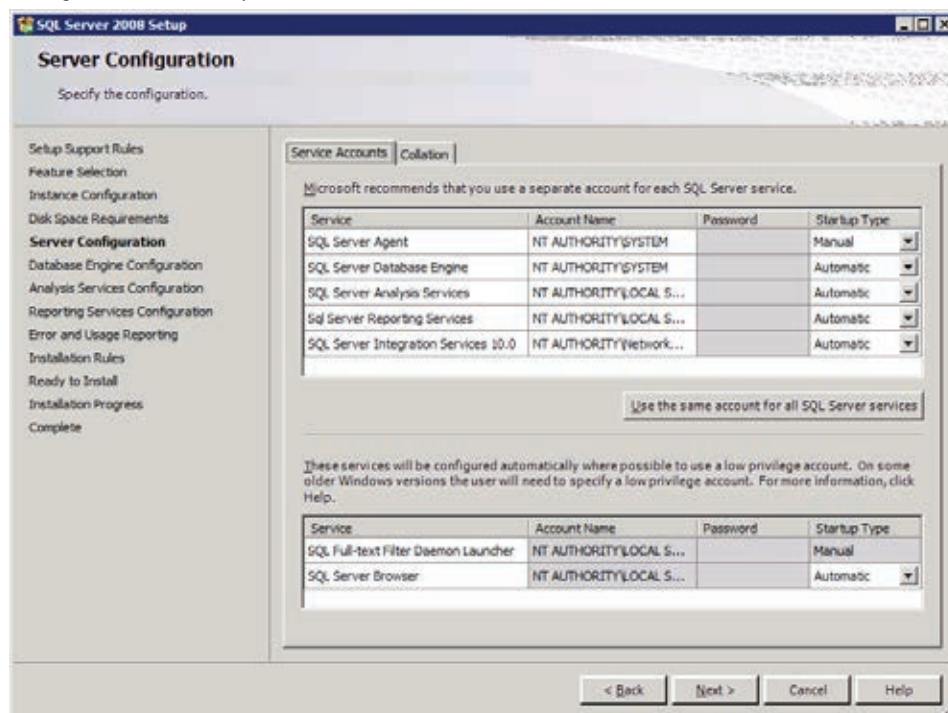 SQL Server 2008 Setup
Server Configuration
Specify the configuration.
Setup Support Rules
Feature Selection
Instance Configuration
Disk Space Requirements
Server Configuration
Database Engine Configuration
Analysis Services Configuration
Reporting Services Configuration
Error and Usage Reporting
Installation Rules
Ready to Install
Installation Progress
Complete
Service Accounts Collation
Microsoft recommends that you use a separate account for each SQL Server service.
Service Account Name Password Startup Type
SQL Server Agent NT AUTHORITY\SYSTEM Manual
SQL Server Database Engine NT AUTHORITY\SYSTEM Automatic
SQL Server Analysis Services NT AUTHORITY\LOCAL S... Automatic
Sql Server Reporting Services NT AUTHORITY\LOCAL S... Automatic
SQL Server Integration Services 10.0 NT AUTHORITY\Network... Automatic
Use the same account for all SQL Server services
These services will be configured automatically where possible to use a low privilege account. On some
older Windows versions the user will need to specify a low privilege account. For more information, click
Help.
Service Account Name Password Startup Type
SQL Full-text Filter Daemon Launcher NT AUTHORITY\LOCAL S... Manual
SQL Server Browser NT AUTHORITY\LOCAL S... Automatic
< Back Next > Cancel Help